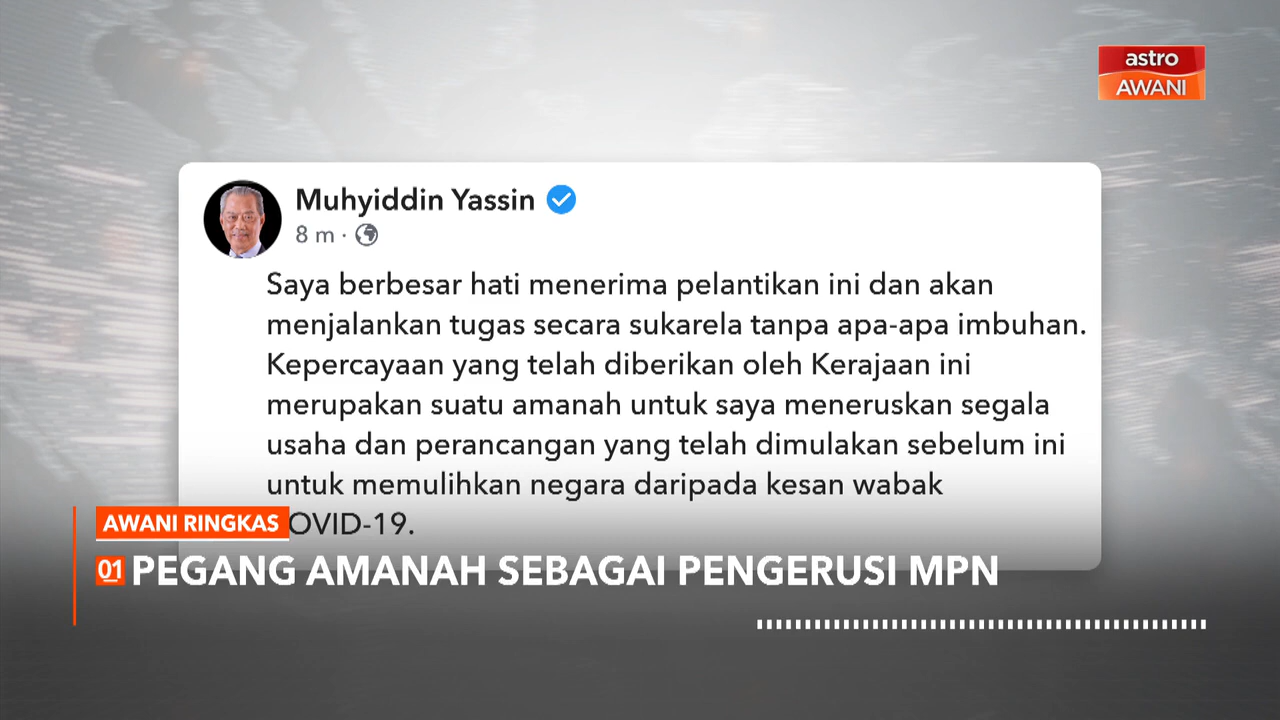 astro
AWANI
Muhyiddin Yassin
8 m ·
Saya berbesar hati menerima pelantikan ini dan akan
menjalankan tugas secara sukarela tanpa apa-apa imbuhan.
Kepercayaan yang telah diberikan oleh Kerajaan ini
merupakan suatu amanah untuk saya meneruskan segala
usaha dan perancangan yang telah dimulakan sebelum ini
untuk memulihkan negara daripada kesan wabak
OVID-19.
AWANI RINGKAS
01 PEGANG AMANAH SEBAGAI PENGERUSI MPN